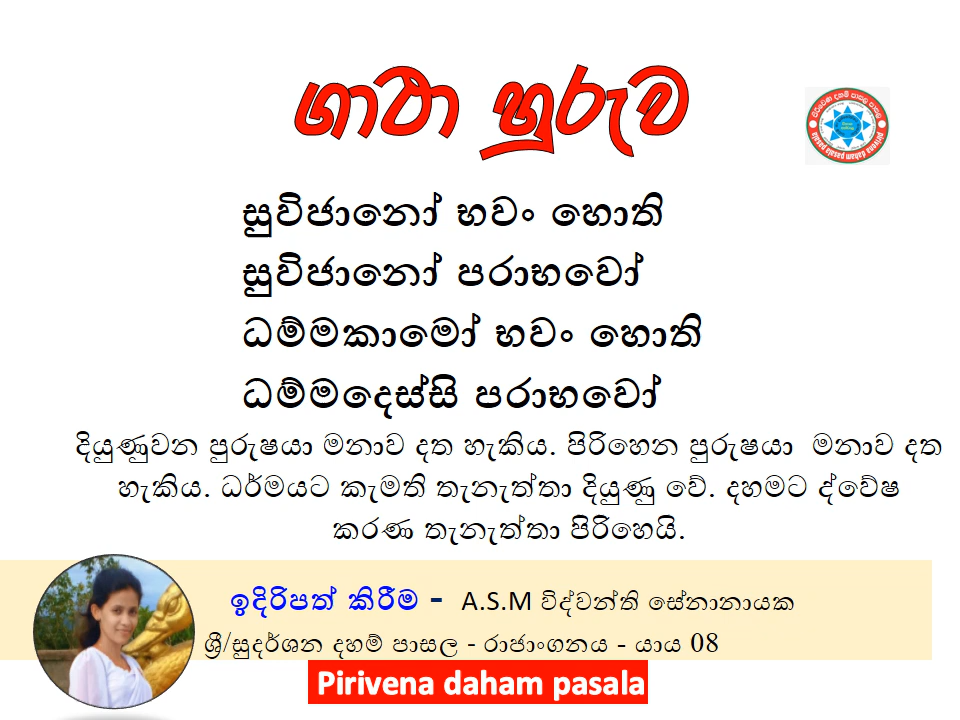 ගාථා හුරුව
සුවිජානෝ භවං හොති
සුවිජානෝ පරාභවෝ
ධම්මකාමෝ භවං හොති
ධම්මදෙස්සි පරාභවෝ
දියුණුවන පුරුෂයා මනාව දත හැකිය. පිරිහෙන පුරුෂයා මනාව දත
හැකිය. ධර්මයට කැමති තැනැත්තා දියුණු වේ. දහමට ද්වේෂ
කරණ තැනැත්තා පිරිහෙයි.
ඉදිරිපත් කිරීම - A.S.M විද්වන්ති සේනානායක
ශ්‍රී/සුදර්ශන දහම් පාසල - රාජාංගනය - යාය 08
Pirivena daham pasala